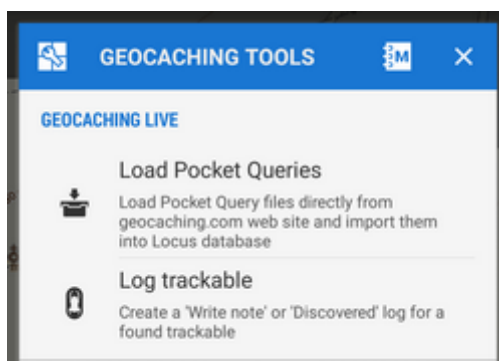 GEOCACHING TOOLS
M
GEOCACHING LIVE
Load Pocket Queries
Load Pocket Query files directly from
geocaching.com web site and import them
into Locus database
Log trackable
Create a 'Write note' or 'Discovered' log for a
found trackable